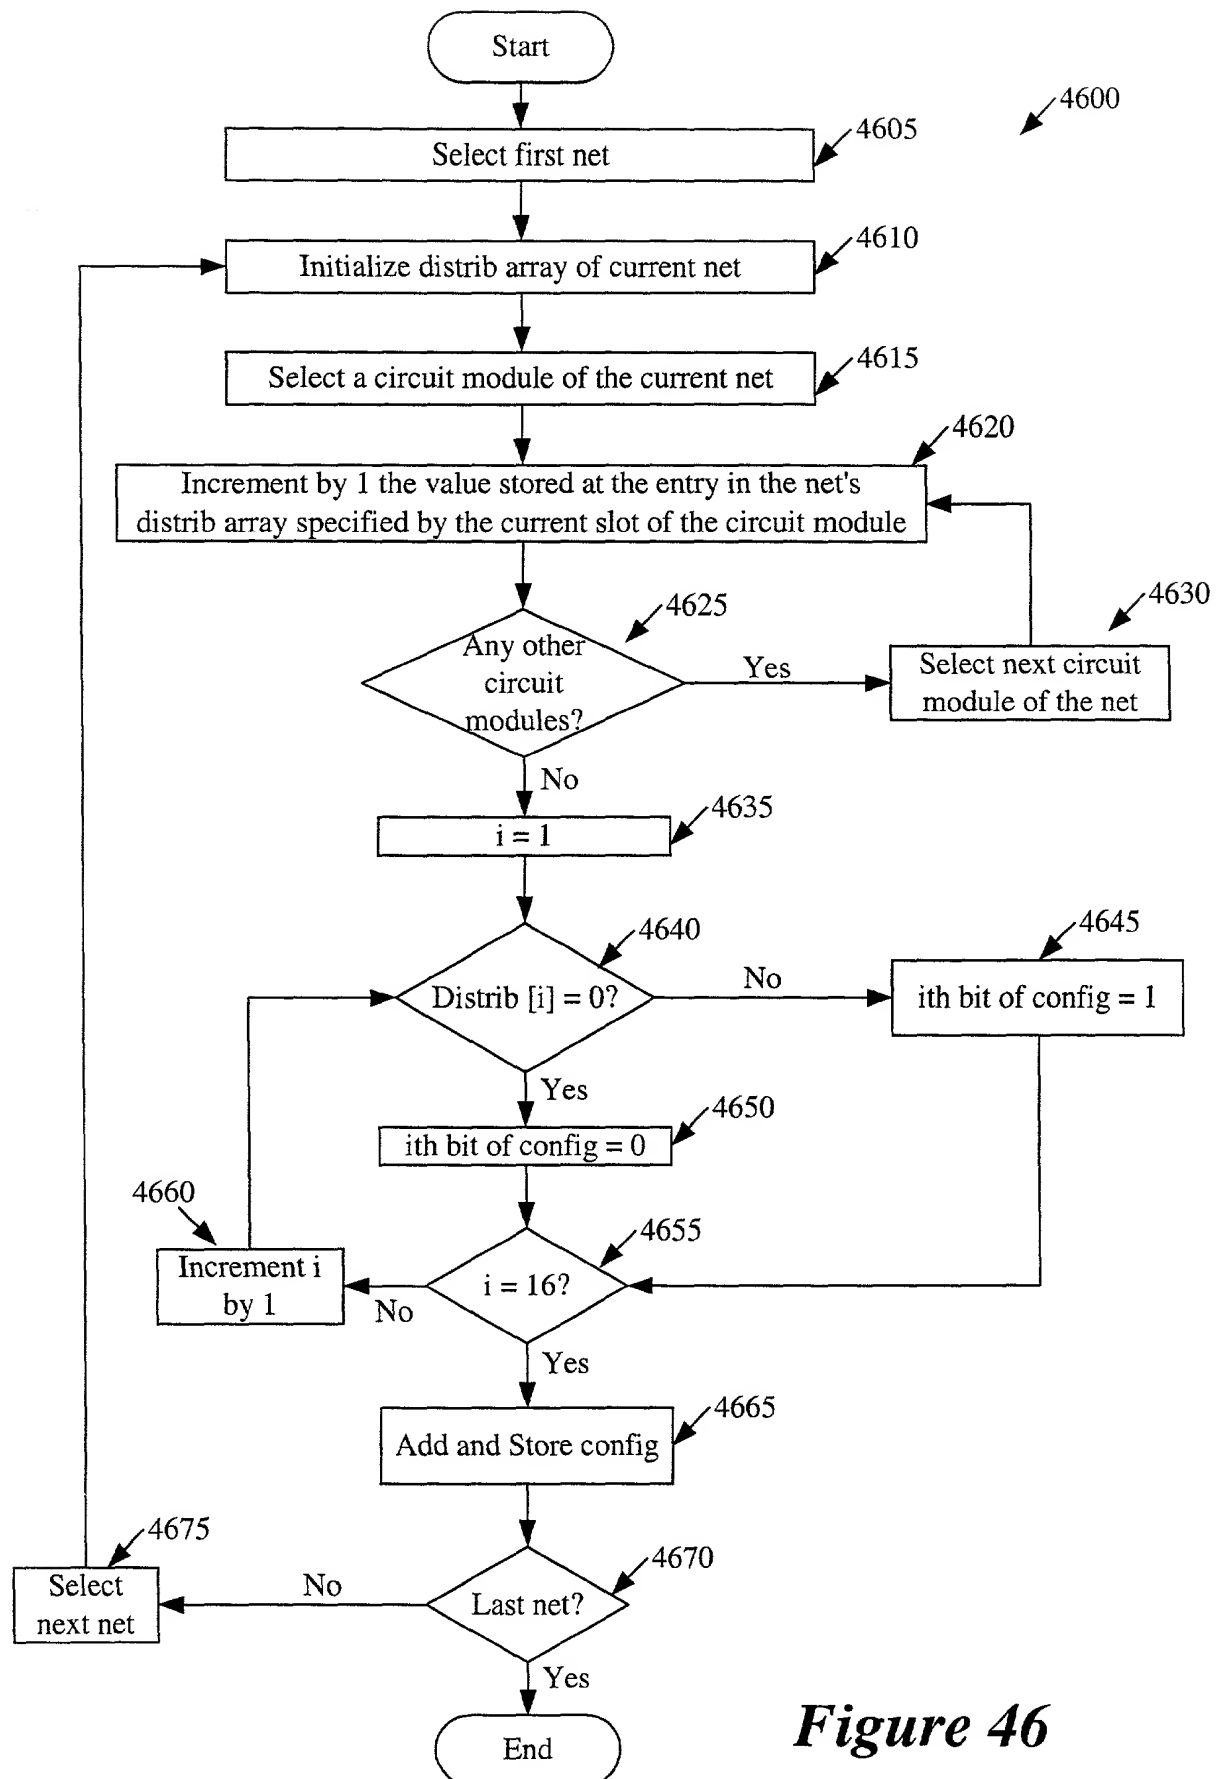 Start
4600
4605
Select first net
4610
Initialize distrib array of current net
4615
Select a circuit module of the current net
4620
Increment by 1 the value stored at the entry in the net's
distrib array specified by the current slot of the circuit module
4625
4630
Any other
circuit
modules?
Yes
Select next circuit
module of the net
No
4635
i = 1
4640
4645
Distrib [i] = 0?
No
ith bit of config = 1
Yes
4650
ith bit of config = 0
4660
4655
Increment i
by 1
No
i = 16?
Yes
4665
Add and Store config
4675
4670
Select
next net
No
Last net?
Yes
End
Figure 46